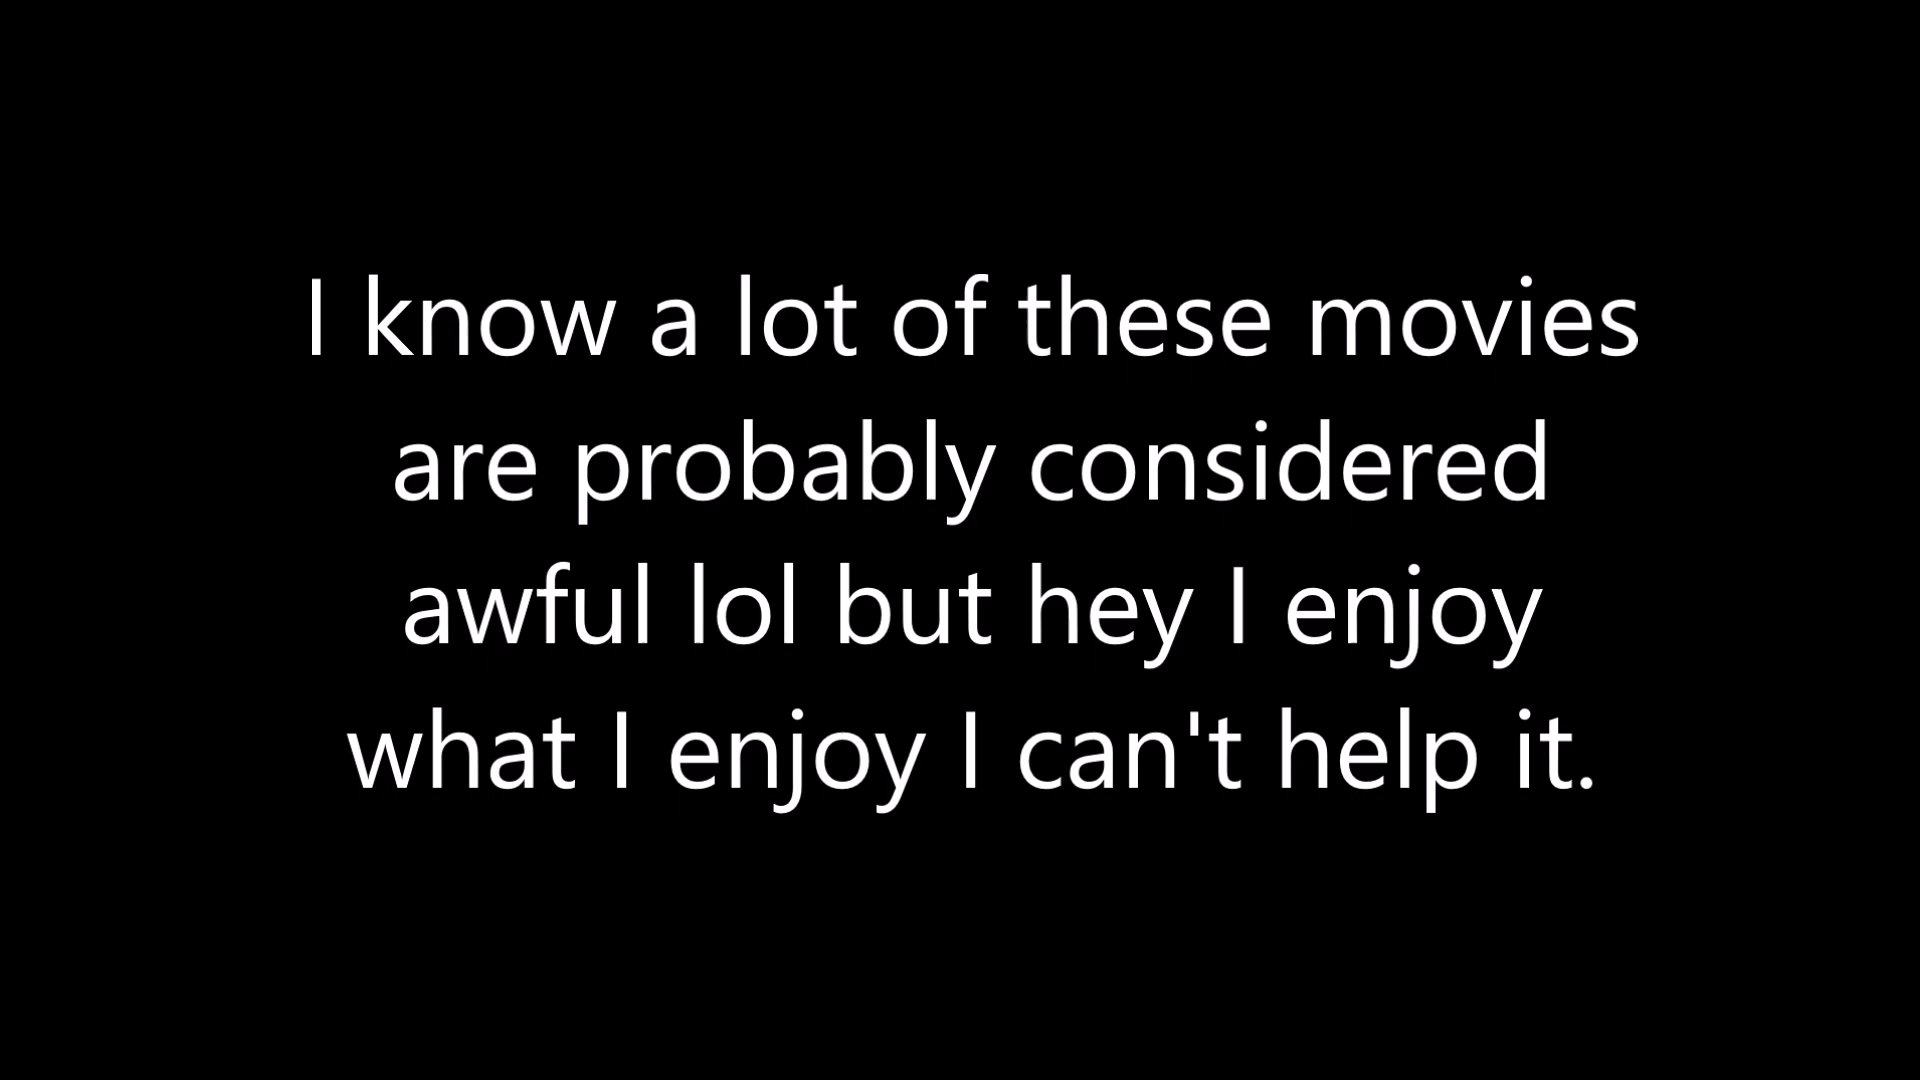 I know a lot of these movies
are probably considered
awful lol but hey I enjoy
what I enjoy I can't help it.